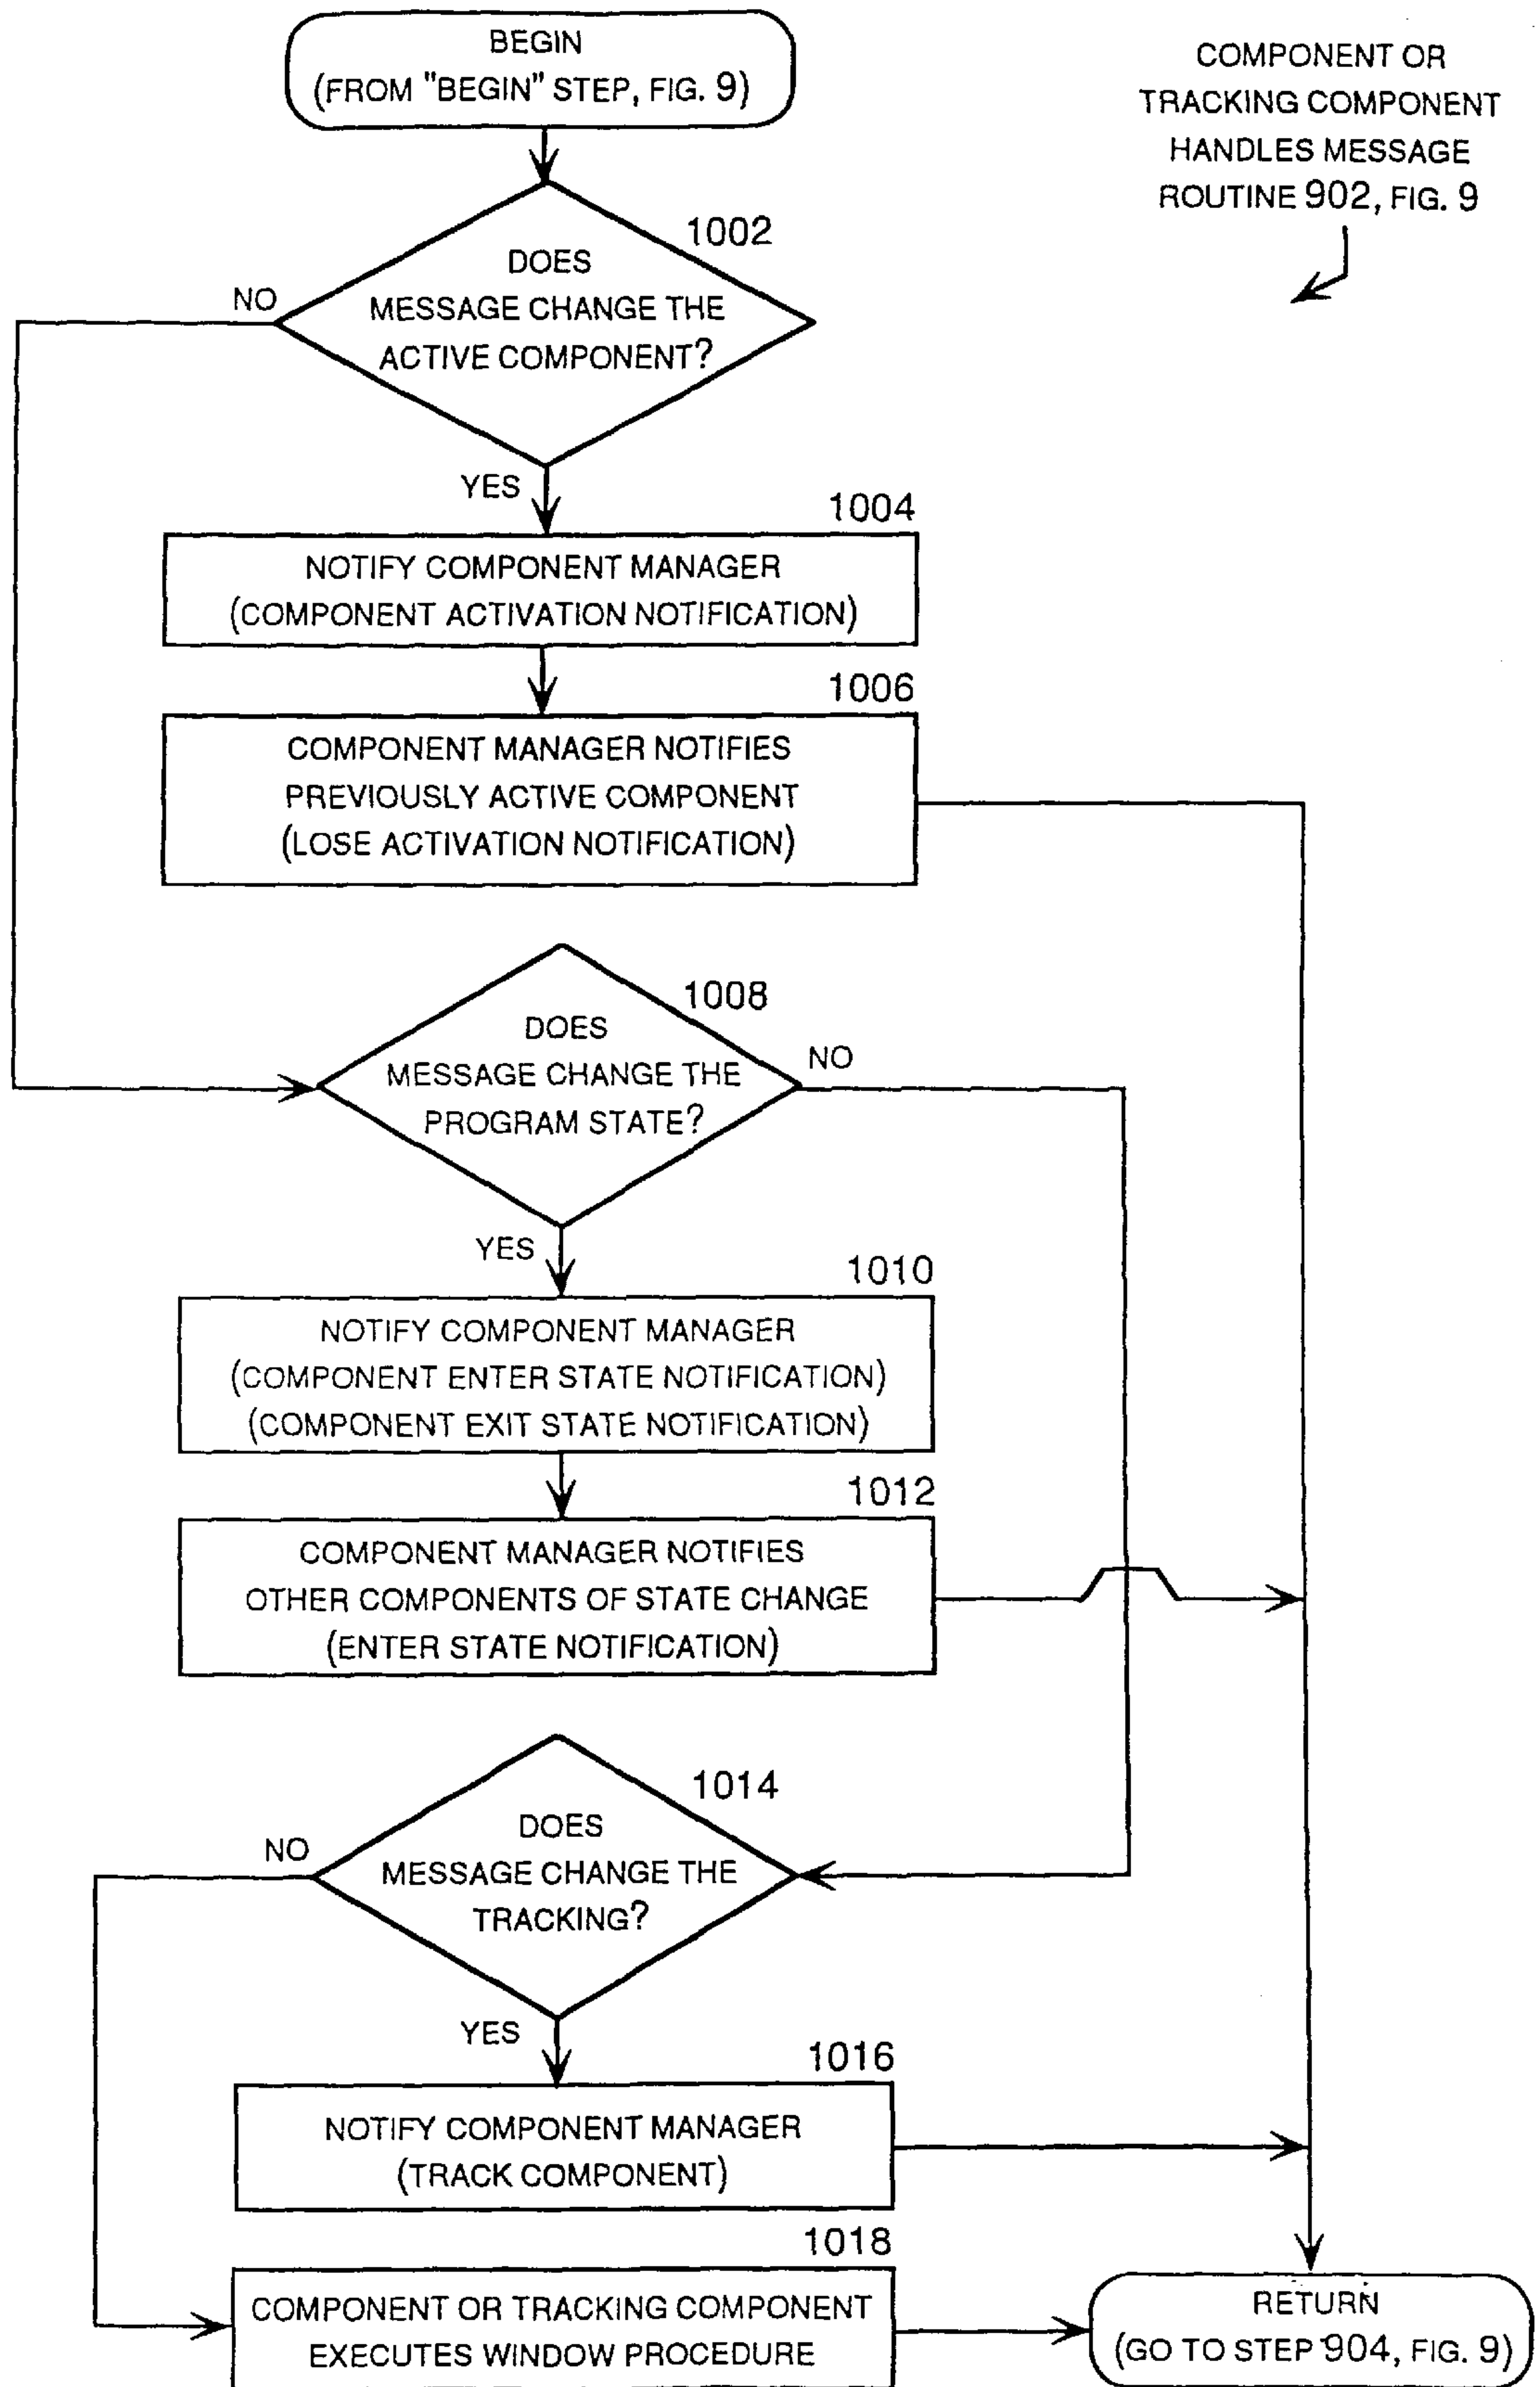 BEGIN
(FROM "BEGIN" STEP, FIG. 9)
COMPONENT OR
TRACKING COMPONENT
HANDLES MESSAGE
ROUTINE 902, FIG. 9
1002
DOES
MESSAGE CHANGE THE
ACTIVE COMPONENT?
NO
YES
1004
NOTIFY COMPONENT MANAGER
(COMPONENT ACTIVATION NOTIFICATION)
1006
COMPONENT MANAGER NOTIFIES
PREVIOUSLY ACTIVE COMPONENT
(LOSE ACTIVATION NOTIFICATION)
1008
DOES
MESSAGE CHANGE THE
PROGRAM STATE?
NO
YES
1010
NOTIFY COMPONENT MANAGER
(COMPONENT ENTER STATE NOTIFICATION)
(COMPONENT EXIT STATE NOTIFICATION)
1012
COMPONENT MANAGER NOTIFIES
OTHER COMPONENTS OF STATE CHANGE
(ENTER STATE NOTIFICATION)
1014
DOES
MESSAGE CHANGE THE
TRACKING?
NO
YES
1016
NOTIFY COMPONENT MANAGER
(TRACK COMPONENT)
1018
COMPONENT OR TRACKING COMPONENT
EXECUTES WINDOW PROCEDURE
RETURN
(GO TO STEP 904, FIG. 9)